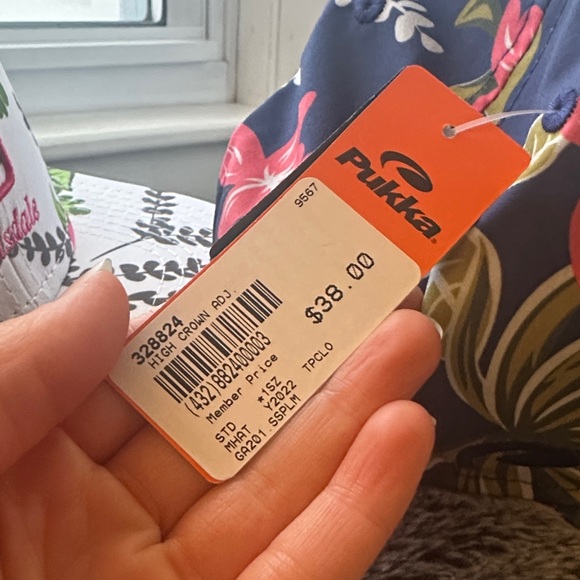 Pukka
9567
328824
HIGH CROWN ADJ.
(432)882400003
Member Price $38.00
STD *1SZ
MHAT Y2022 TPCLO
GA201.SSPLM